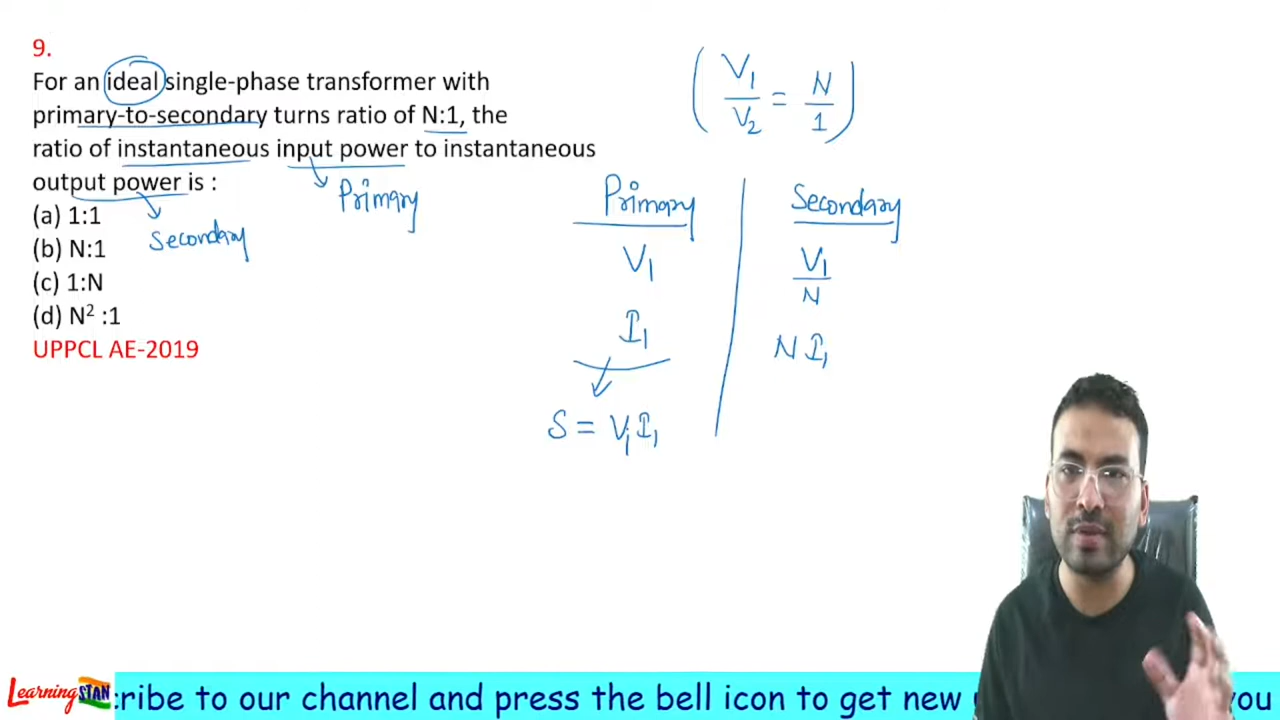 9.
For an ideal single-phase transformer with
primary-to-secondary turns ratio of N:1, the
ratio of instantaneous input power to instantaneous
output power is :
(a) 1:1
(b) N:1
(c) 1:N
(d) N² :1
UPPCL AE-2019
Primary
Secondary
(V₁/V₂ = N/1)
Primary
V₁
I₁
S = V₁I₁
Secondary
V₁/N
N I₁
Learning STAN
cribe to our channel and press the bell icon to get new
you